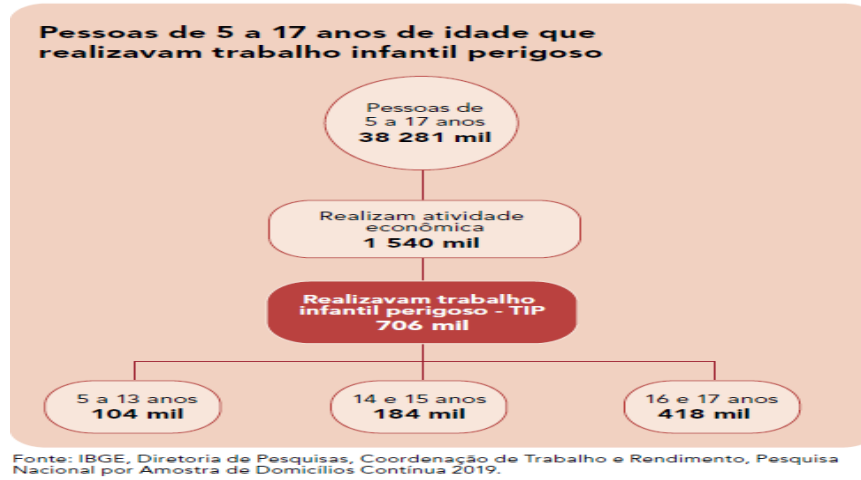 Pessoas de 5 a 17 anos de idade que
realizavam trabalho infantil perigoso
Pessoas de
5 a 17 anos
38 281 mil
Realizam atividade
econômica
1 540 mil
Realizavam trabalho
infantil perigoso - TIP
706 mil
5 a 13 anos
104 mil
14 e 15 anos
184 mil
16 e 17 anos
418 mil
Fonte: IBGE, Diretoria de Pesquisas, Coordenação de Trabalho e Rendimento, Pesquisa
Nacional por Amostra de Domicílios Contínua 2019.